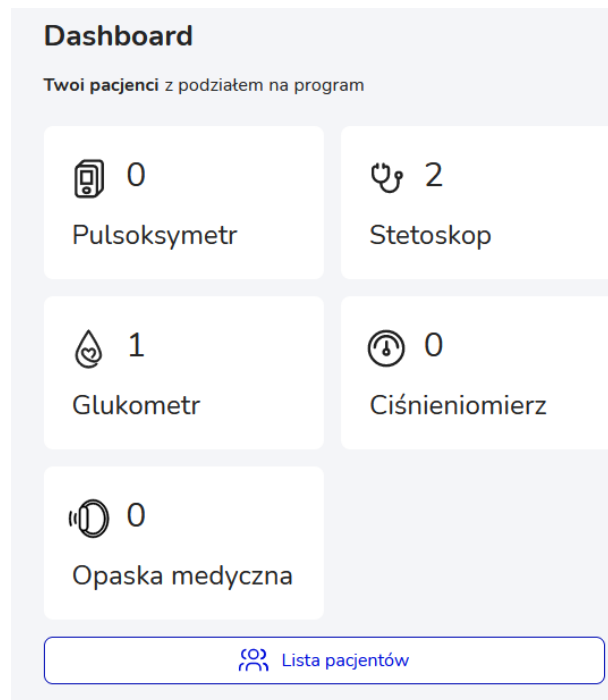 Dashboard
Twoi pacjenci z podziałem na program
0
Pulsoksymetr
2
Stetoskop
1
Glukometr
0
Ciśnieniomierz
0
Opaska medyczna
Lista pacjentów